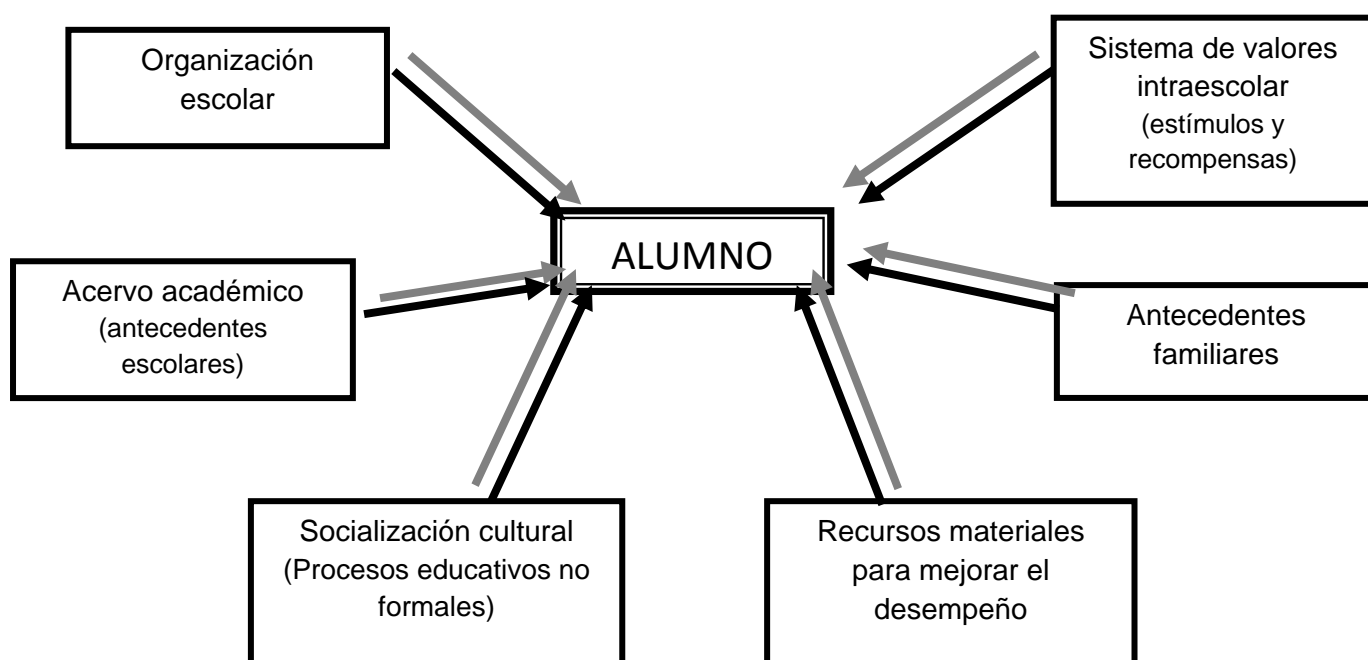 Organización
escolar
Sistema de valores
intraescolar
(estímulos y
recompensas)
ALUMNO
Acervo académico
(antecedentes
escolares)
Antecedentes
familiares
Socialización cultural
(Procesos educativos no
formales)
Recursos materiales
para mejorar el
desempeño